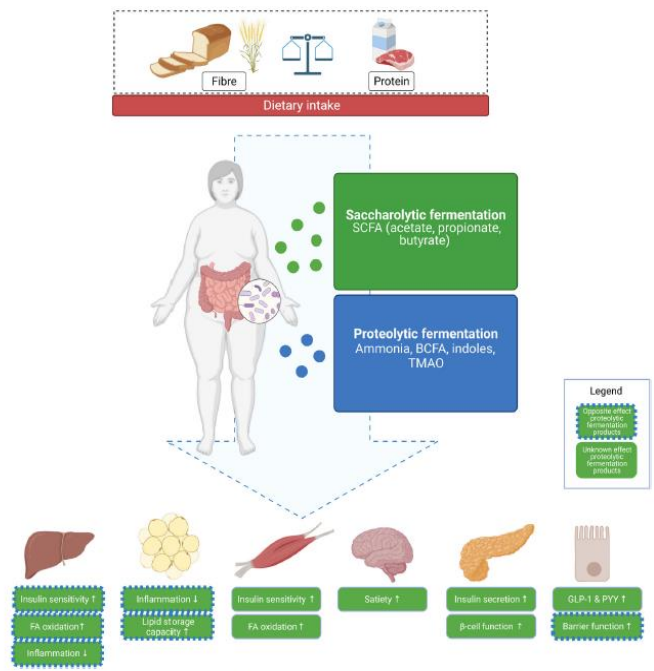 Fibre
Protein
Dietary intake
Saccharolytic fermentation
SCFA (acetate, propionate,
butyrate)
Proteolytic fermentation
Ammonia, BCFA, indoles,
TMAO
Legend
Opposite effect
proteolytic
fermentation
products
Unknown effect
proteolytic
fermentation
products
Insulin sensitivity ↑
FA oxidation↑
Inflammation ↓
Inflammation ↓
Lipid storage
capacity ↑
Insulin sensitivity ↑
FA oxidation↑
Satiety ↑
Insulin secretion ↑
β-cell function ↑
GLP-1 & PYY ↑
Barrier function ↑